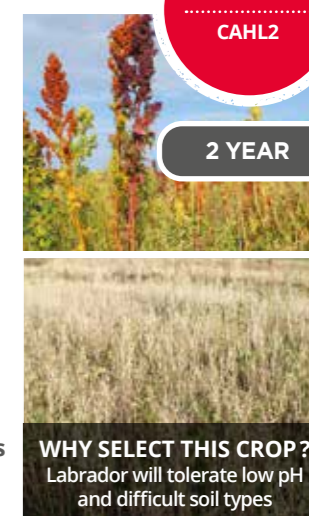 CAHL2
2 YEAR
s
WHY SELECT THIS CROP?
Labrador will tolerate low pH
and difficult soil types